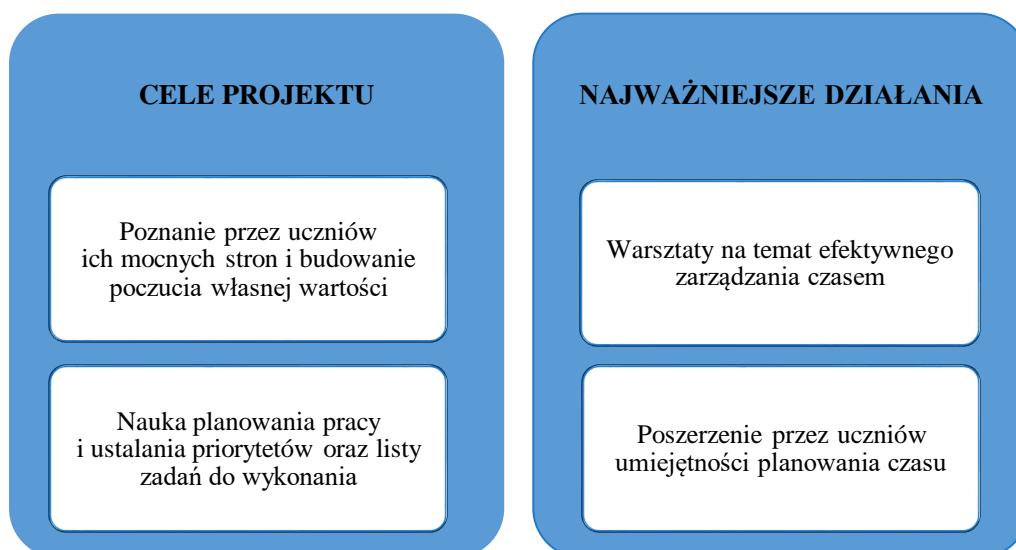 CELE PROJEKTU
Poznanie przez uczniów
ich mocnych stron i budowanie
poczucia własnej wartości
Nauka planowania pracy
i ustalania priorytetów oraz listy
zadań do wykonania
NAJWAŻNIEJSZE DZIAŁANIA
Warsztaty na temat efektywnego
zarządzania czasem
Poszerzenie przez uczniów
umiejętności planowania czasu